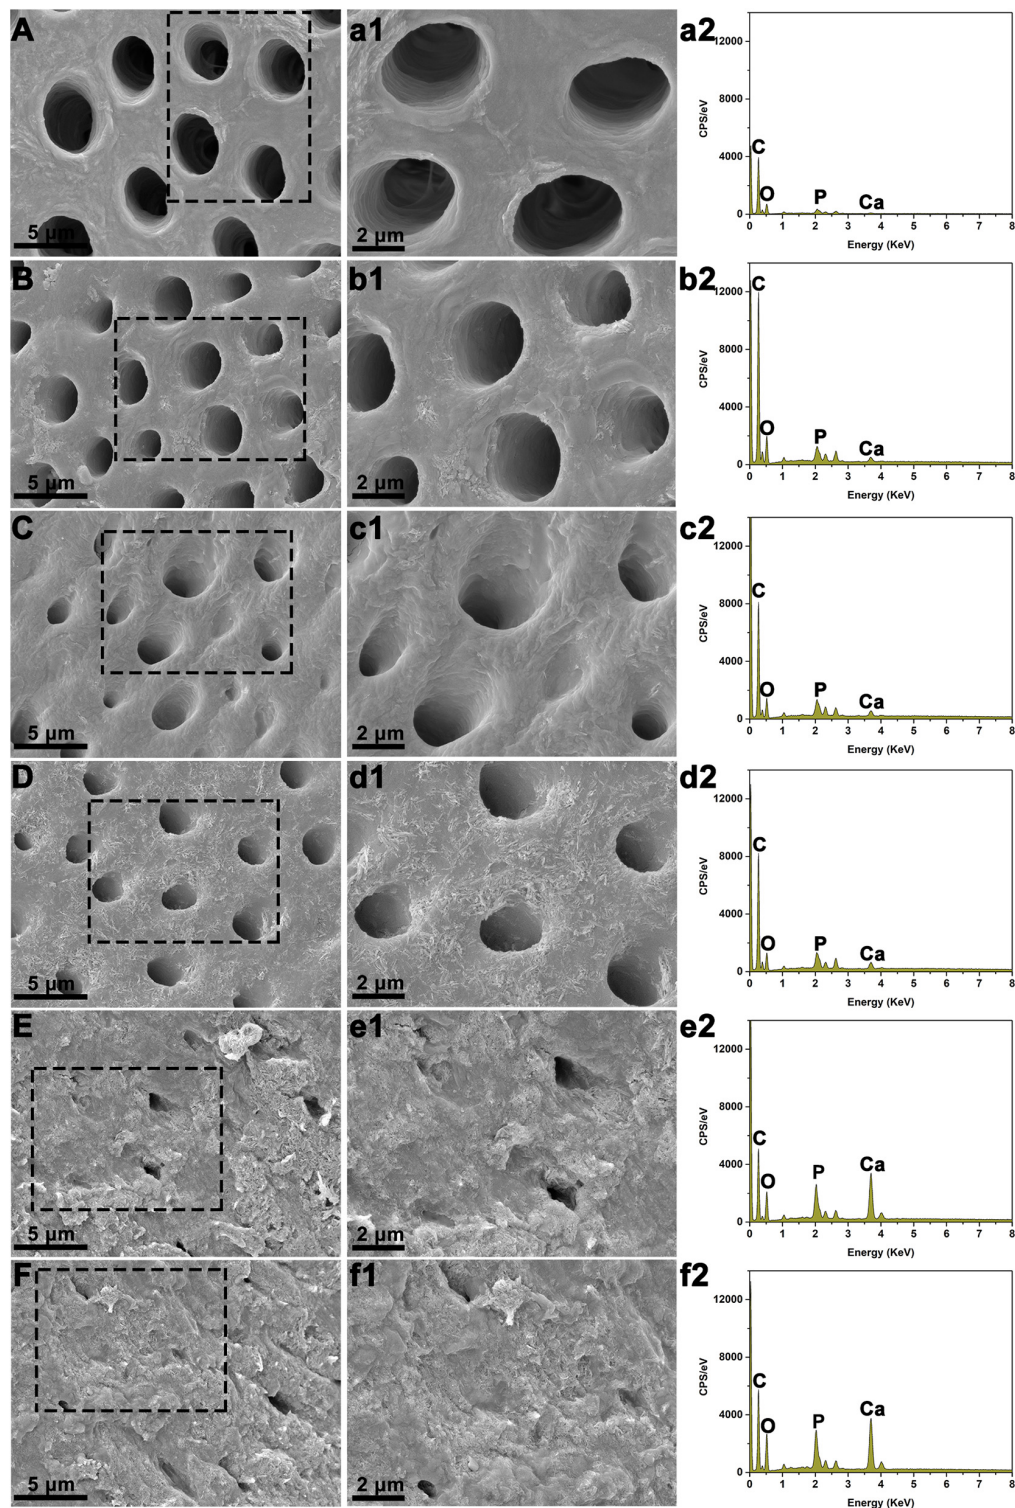 A
5 μm
a1
2 μm
a2
12000
8000
4000
0
CPS/eV
C
O
P
Ca
0 1 2 3 4 5 6 7 8
Energy (KeV)
B
5 μm
b1
2 μm
b2
12000
8000
4000
0
CPS/eV
C
O
P
Ca
0 1 2 3 4 5 6 7 8
Energy (KeV)
C
5 μm
c1
2 μm
c2
12000
8000
4000
0
CPS/eV
C
O
P
Ca
0 1 2 3 4 5 6 7 8
Energy (KeV)
D
5 μm
d1
2 μm
d2
12000
8000
4000
0
CPS/eV
C
O
P
Ca
0 1 2 3 4 5 6 7 8
Energy (KeV)
E
5 μm
e1
2 μm
e2
12000
8000
4000
0
CPS/eV
C
O
P
Ca
0 1 2 3 4 5 6 7 8
Energy (KeV)
F
5 μm
f1
2 μm
f2
12000
8000
4000
0
CPS/eV
C
O
P
Ca
0 1 2 3 4 5 6 7 8
Energy (KeV)